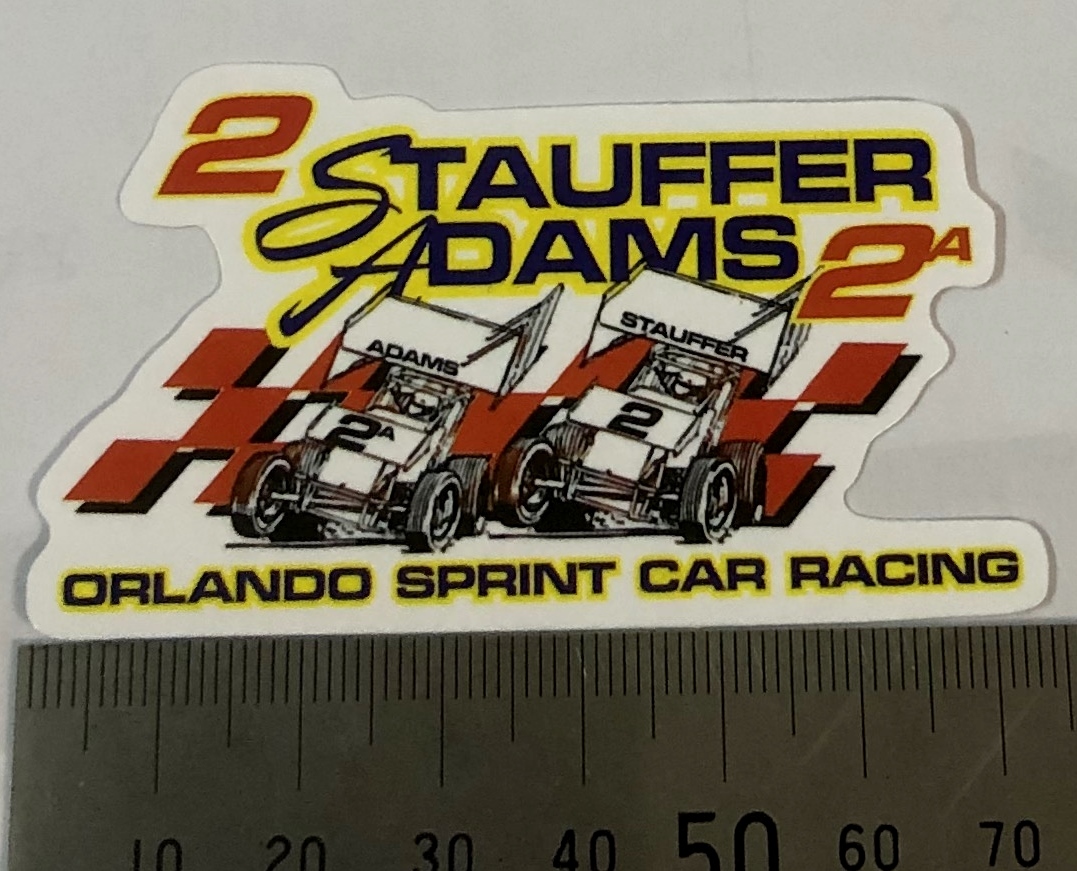 2 STAUFFER
ADAMS 2A
ADAMS
STAUFFER
2A
2
ORLANDO SPRINT CAR RACING
10 20 30 40 50 60 70